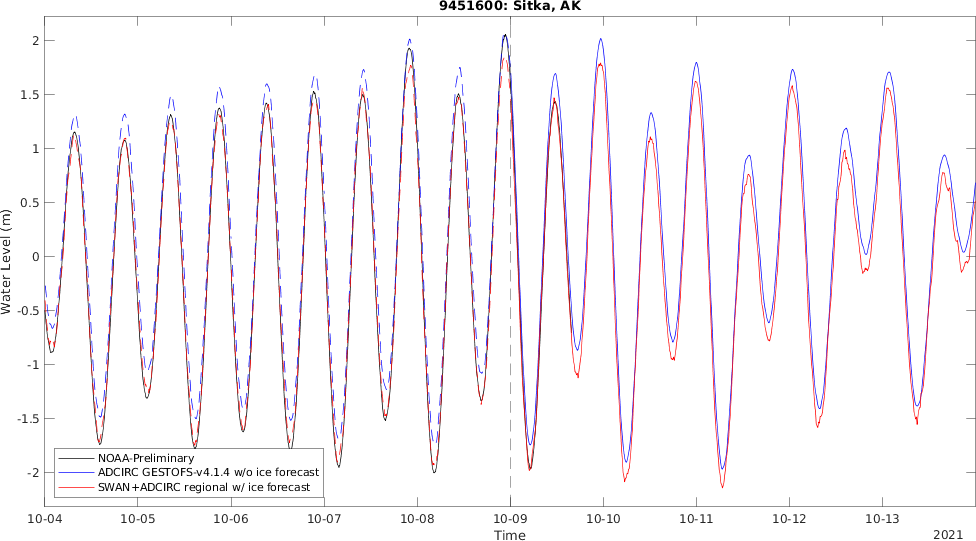 9451600: Sitka, AK
Water Level (m)
2
1.5
1
0.5
0
-0.5
-1
-1.5
-2
NOAA-Preliminary
ADCIRC GESTOFS-v4.1.4 w/o ice forecast
SWAN+ADCIRC regional w/ ice forecast
10-04 10-05 10-06 10-07 10-08 10-09 10-10 10-11 10-12 10-13
Time
2021